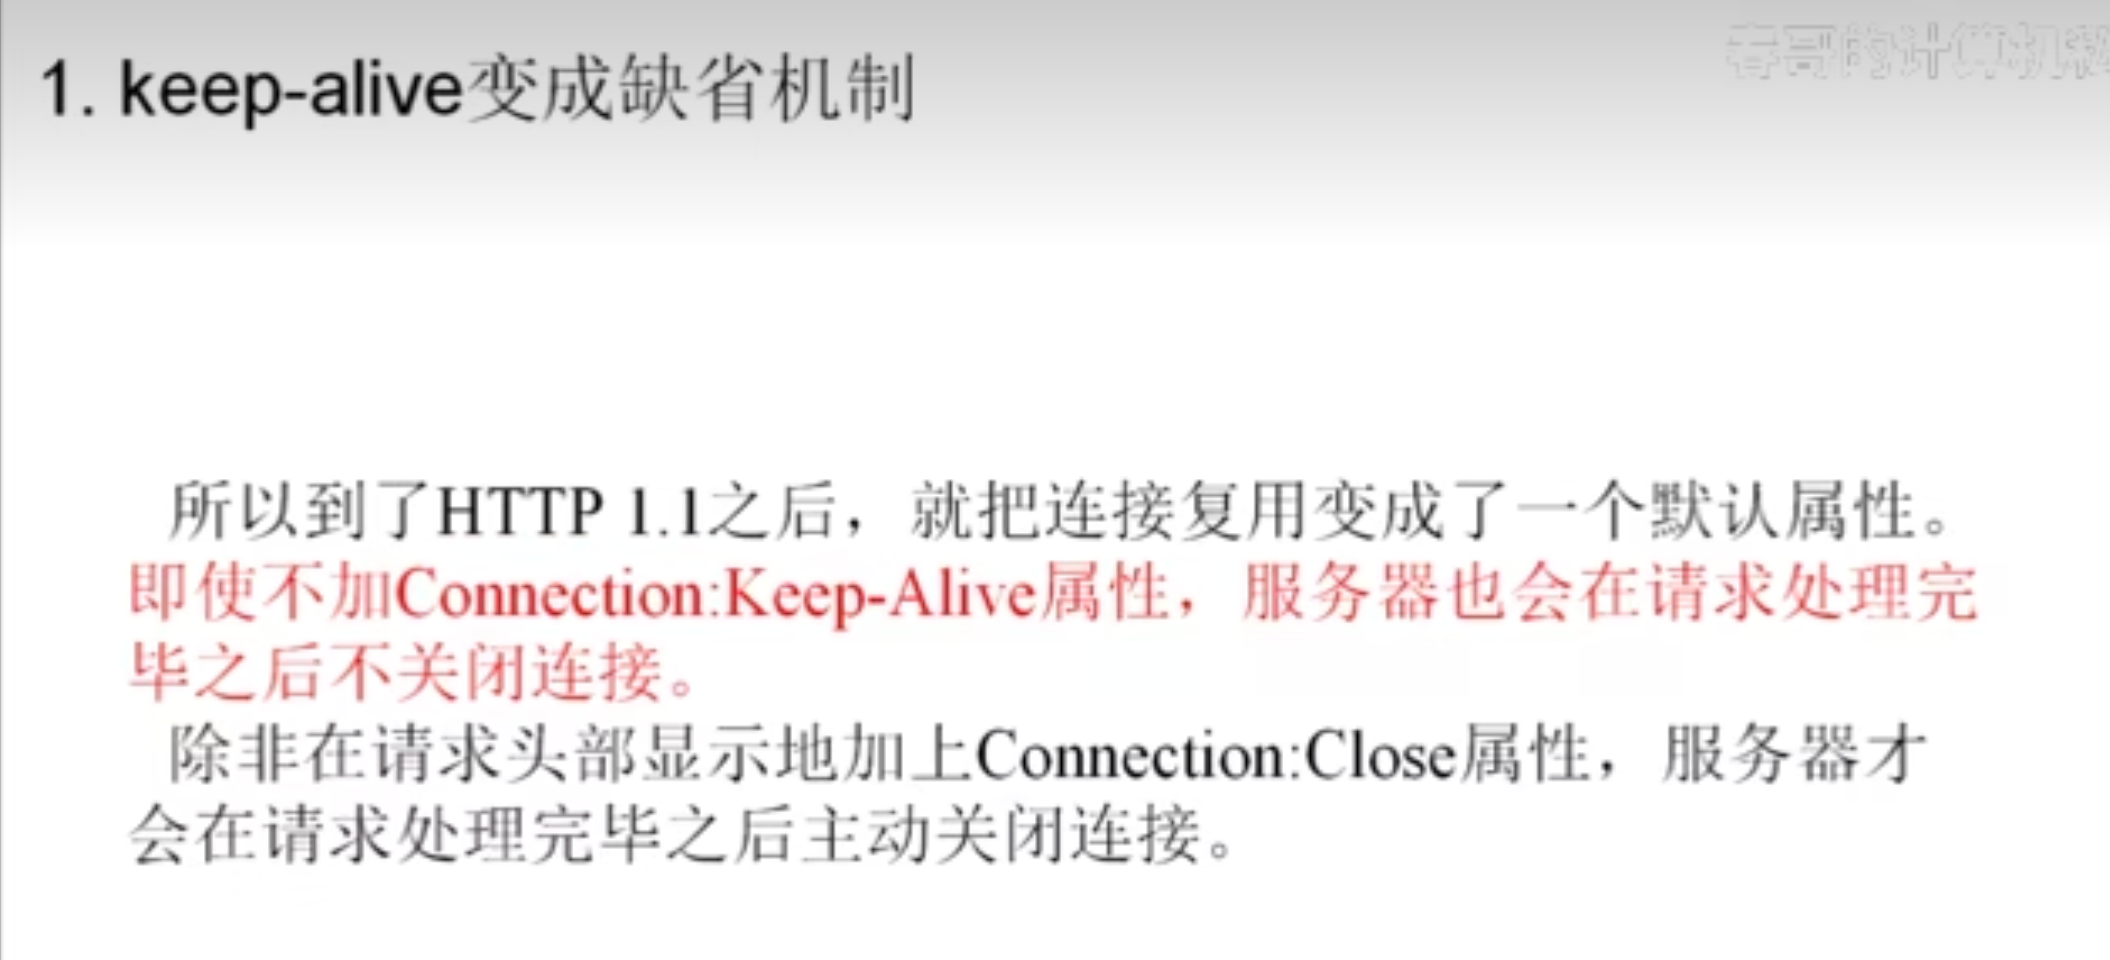 春哥的计算机
1. keep-alive变成缺省机制
所以到了HTTP 1.1之后，就把连接复用变成了一个默认属性。
即使不加Connection:Keep-Alive属性，服务器也会在请求处理完
毕之后不关闭连接。
除非在请求头部显示地加上Connection:Close属性，服务器才
会在请求处理完毕之后主动关闭连接。